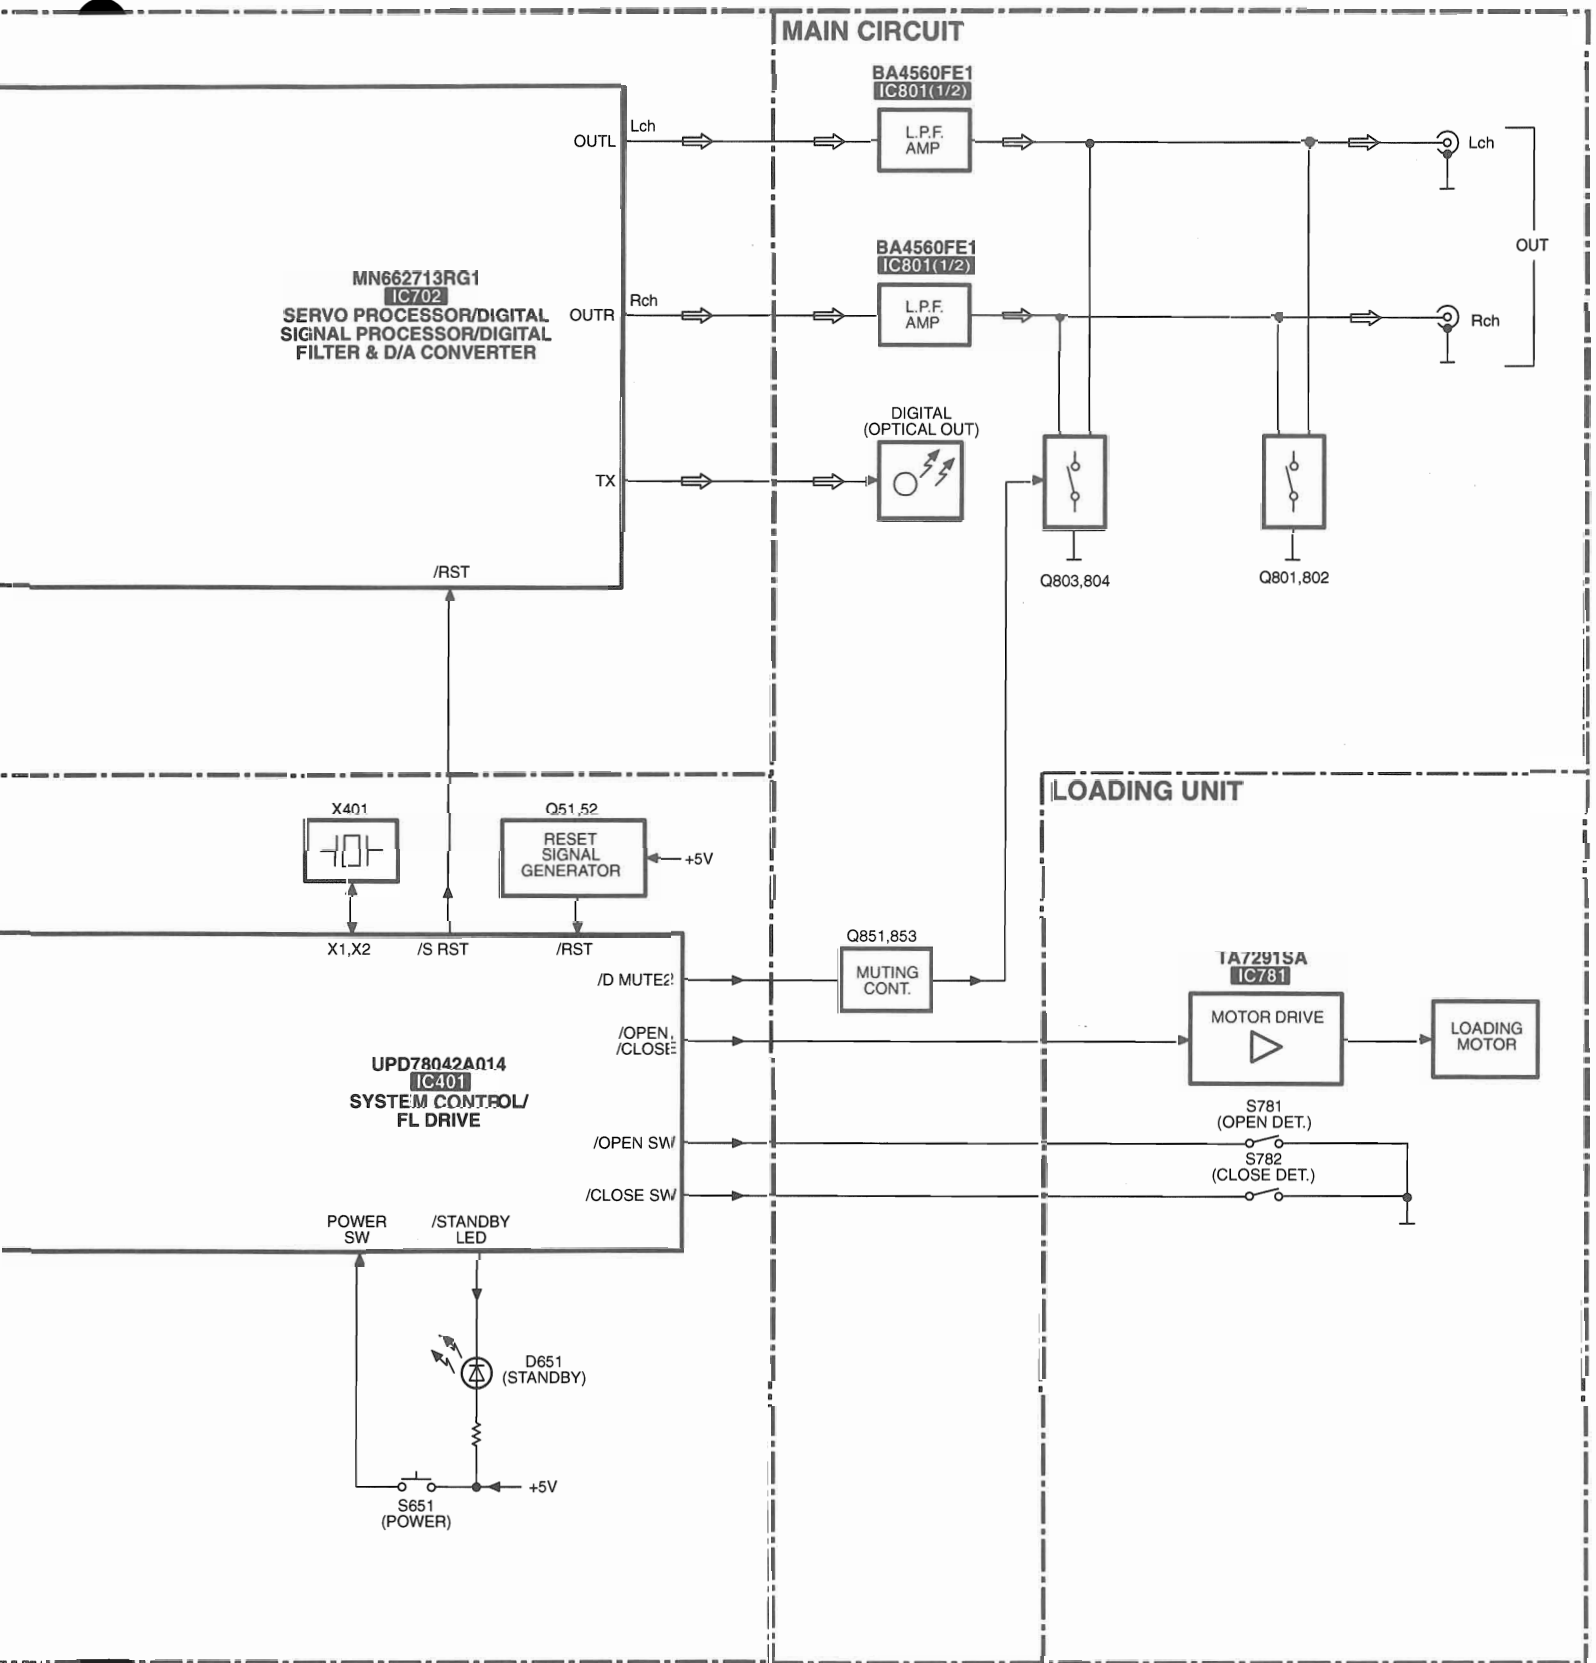 MAIN CIRCUIT
BA4560FE1
IC801(1/2)
L.P.F.
AMP
OUTL
Lch
Lch
OUT
BA4560FE1
IC801(1/2)
L.P.F.
AMP
OUTR
Rch
Rch
MN662713RG1
IC702
SERVO PROCESSOR/DIGITAL
SIGNAL PROCESSOR/DIGITAL
FILTER & D/A CONVERTER
DIGITAL
(OPTICAL OUT)
TX
/RST
Q803,804
Q801,802
LOADING UNIT
X401
Q51,52
RESET
SIGNAL
GENERATOR
+5V
X1,X2
/S RST
/RST
/D MUTE2
Q851,853
MUTING
CONT.
/OPEN,
/CLOSE
TA7291SA
IC781
MOTOR DRIVE
LOADING
MOTOR
UPD78042A014
IC401
SYSTEM CONTROL/
FL DRIVE
S781
(OPEN DET.)
/OPEN SW
S782
(CLOSE DET.)
/CLOSE SW
POWER
SW
/STANDBY
LED
D651
(STANDBY)
+5V
S651
(POWER)